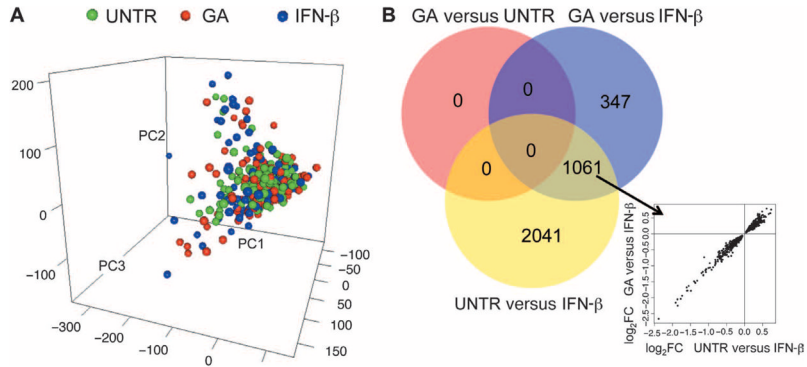 A
UNTR GA IFN-β
200
100
0
-100
PC2
PC1
PC3
-300
-200
-100
0
-100
-50
0
50
100
150
B
GA versus UNTR GA versus IFN-β
0
0
347
0
0
1061
2041
UNTR versus IFN-β
log₂FC GA versus IFN-β
0.5
0.0
-0.5
-1.0
-1.5
-2.0
-2.5
-2.5 -2.0 -1.5 -1.0 -0.5 0.0 0.5
log₂FC UNTR versus IFN-β